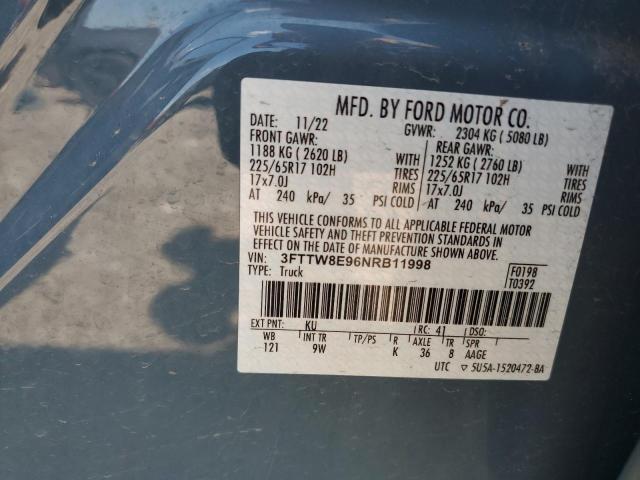 MFD. BY FORD MOTOR CO.
DATE: 11/22 GVWR: 2304 KG ( 5080 LB)
FRONT GAWR: REAR GAWR:
1188 KG ( 2620 LB) WITH 1252 KG ( 2760 LB) WITH
225/65R17 102H TIRES 225/65R17 102H TIRES
17x7.0J RIMS 17x7.0J RIMS
AT 240 kPa/ 35 PSI COLD AT 240 kPa/ 35 PSI COLD
THIS VEHICLE CONFORMS TO ALL APPLICABLE FEDERAL MOTOR
VEHICLE SAFETY AND THEFT PREVENTION STANDARDS
IN EFFECT ON THE DATE OF MANUFACTURE SHOWN ABOVE.
VIN: 3FTTW8E96NRB11998
TYPE: Truck
F0198
T0392
EXT PNT: KU RC: 41 DSO:
WB INT TR TP/PS R AXLE TR SPR
121 9W K 36 8 AAGE
UTC ▽ 5U5A-1520472-BA